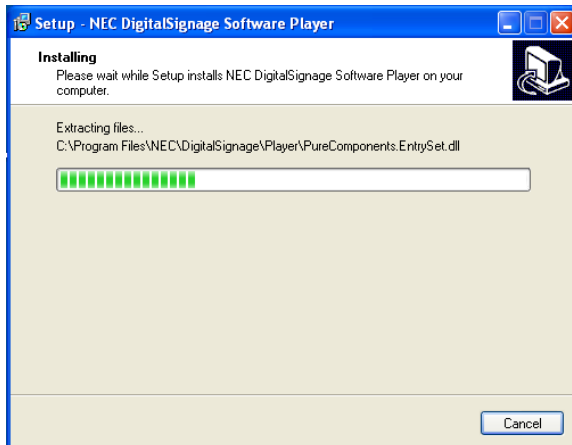 Setup - NEC DigitalSignage Software Player
Installing
Please wait while Setup installs NEC DigitalSignage Software Player on your
computer.
Extracting files...
C:\Program Files\NEC\DigitalSignage\Player\PureComponents.EntrySet.dll
Cancel